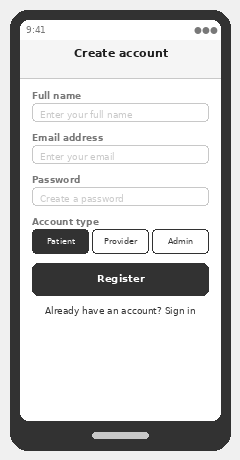 9:41
Create account
Full name
Enter your full name
Email address
Enter your email
Password
Create a password
Account type
Patient Provider Admin
Register
Already have an account? Sign in